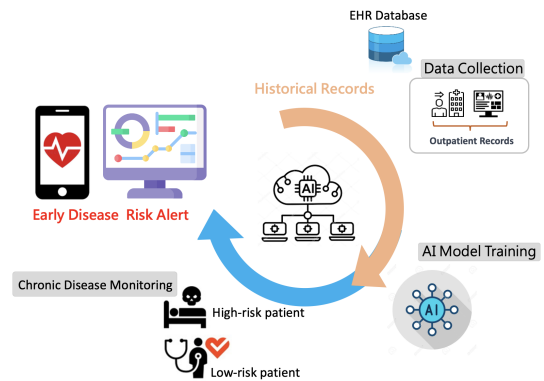 EHR Database
Data Collection
Historical Records
Outpatient Records
AI
Early Disease Risk Alert
AI Model Training
AI
Chronic Disease Monitoring
High-risk patient
Low-risk patient